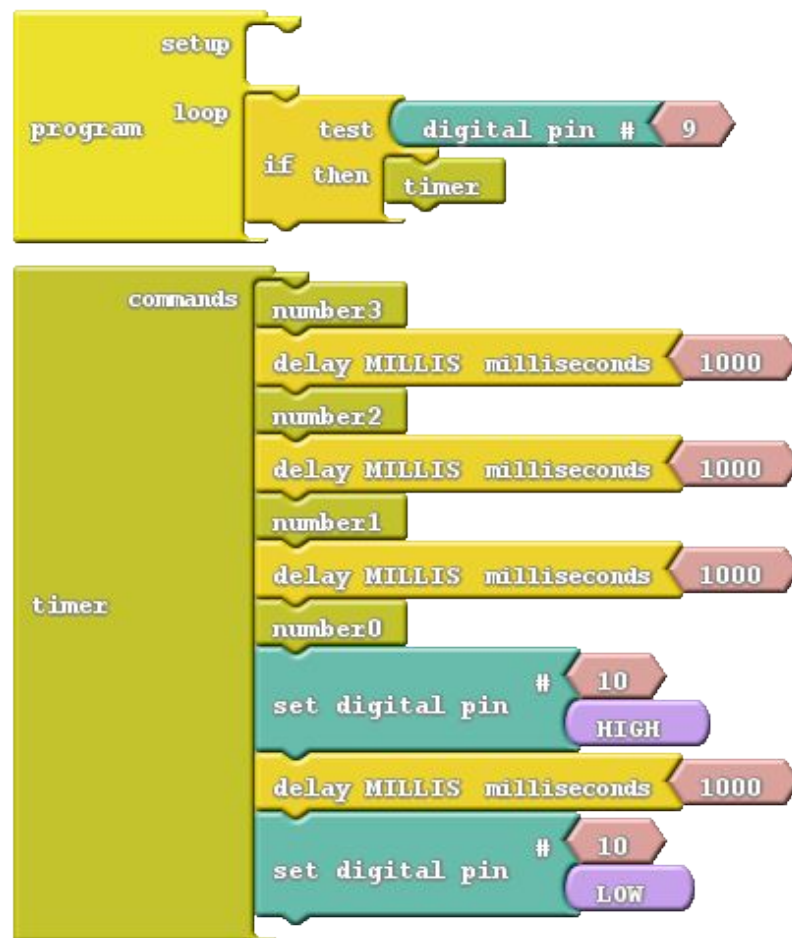 setup
program loop
test digital pin # 9
if then timer
commands
number3
delay MILLIS milliseconds 1000
number2
delay MILLIS milliseconds 1000
number1
delay MILLIS milliseconds 1000
timer
number0
set digital pin # 10
HIGH
delay MILLIS milliseconds 1000
set digital pin # 10
LOW